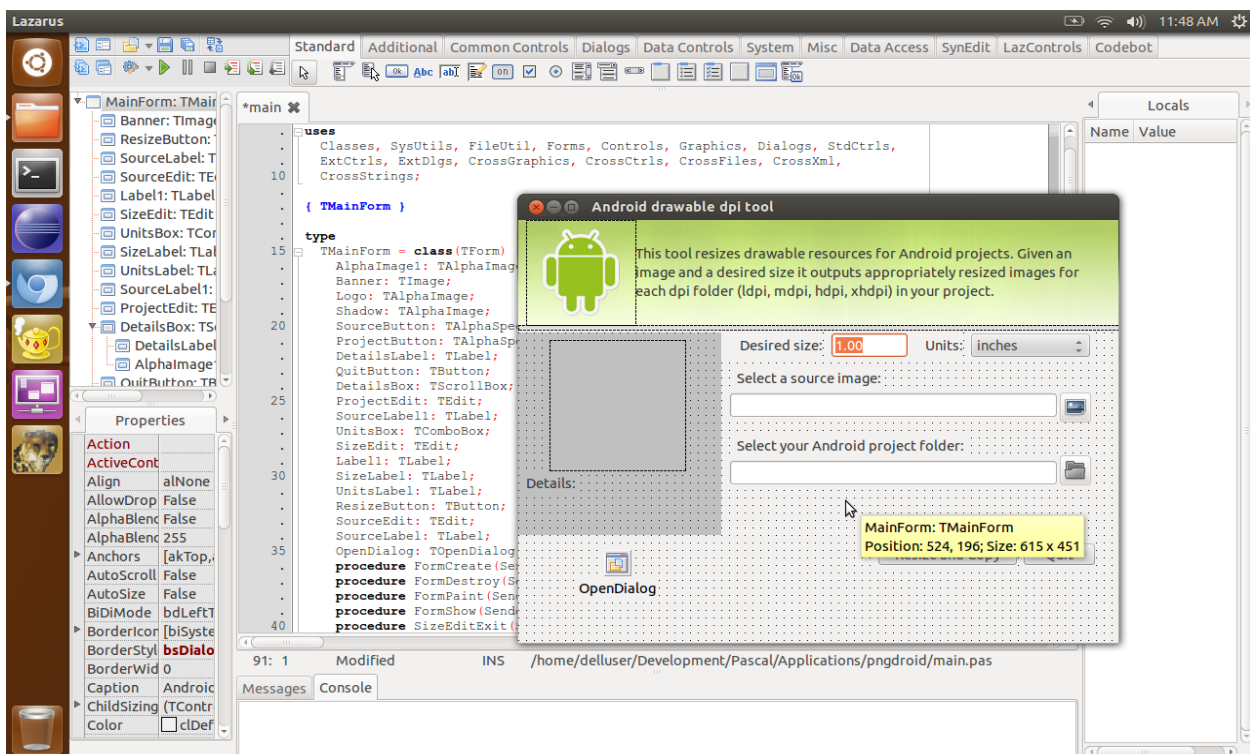 Lazarus
11:48 AM
Standard Additional Common Controls Dialogs Data Controls System Misc Data Access SynEdit LazControls Codebot
Ok Abc ab on Ok
MainForm: TMair
Banner: TImage
ResizeButton:
SourceLabel: T
SourceEdit: TE
Label1: TLabel
SizeEdit: TEdit
UnitsBox: TCor
SizeLabel: TLal
UnitsLabel: TLa
SourceLabel1:
ProjectEdit: TE
DetailsBox: TSc
DetailsLabel
AlphaImage
QuitButton: TB
Properties
Action
ActiveCont
Align alNone
AllowDrop False
AlphaBlend False
AlphaBlend 255
Anchors [akTop,
AutoScroll False
AutoSize False
BiDiMode bdLeftT
BorderIcon [biSyste
BorderStyl bsDialo
BorderWid 0
Caption Android
ChildSizing (TContr
Color clDef
*main
uses
Classes, SysUtils, FileUtil, Forms, Controls, Graphics, Dialogs, StdCtrls,
ExtCtrls, ExtDlgs, CrossGraphics, CrossCtrls, CrossFiles, CrossXml,
10 CrossStrings;
{ TMainForm }
type
15 TMainForm = class(TForm)
AlphaImage1: TAlphaImag
Banner: TImage;
Logo: TAlphaImage;
Shadow: TAlphaImage;
20 SourceButton: TAlphaSpe
ProjectButton: TAlphaSp
DetailsLabel: TLabel;
QuitButton: TButton;
DetailsBox: TScrollBox;
25 ProjectEdit: TEdit;
SourceLabel1: TLabel;
UnitsBox: TComboBox;
SizeEdit: TEdit;
Label1: TLabel;
30 SizeLabel: TLabel;
UnitsLabel: TLabel;
ResizeButton: TButton;
SourceEdit: TEdit;
SourceLabel: TLabel;
35 OpenDialog: TOpenDialog
procedure FormCreate(Se
procedure FormDestroy(S
procedure FormPaint(Sen
procedure FormShow(Send
40 procedure SizeEditExit(
91: 1 Modified INS /home/delluser/Development/Pascal/Applications/pngdroid/main.pas
Messages Console
Locals
Name Value
Android drawable dpi tool
This tool resizes drawable resources for Android projects. Given an
image and a desired size it outputs appropriately resized images for
each dpi folder (ldpi, mdpi, hdpi, xhdpi) in your project.
Desired size: 1.00 Units: inches
Select a source image:
Select your Android project folder:
Details:
MainForm: TMainForm
Position: 524, 196; Size: 615 x 451
OpenDialog